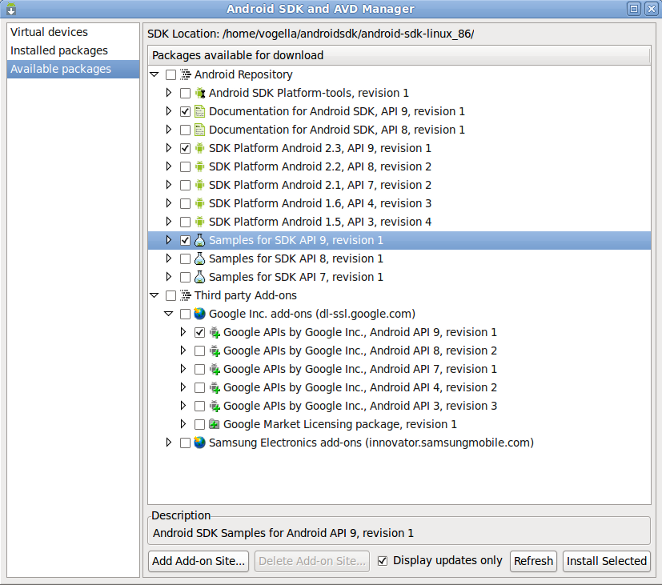 Android SDK and AVD Manager
Virtual devices
Installed packages
Available packages
SDK Location: /home/vogella/androidsdk/android-sdk-linux_86/
Packages available for download
Android Repository
Android SDK Platform-tools, revision 1
Documentation for Android SDK, API 9, revision 1
Documentation for Android SDK, API 8, revision 1
SDK Platform Android 2.3, API 9, revision 1
SDK Platform Android 2.2, API 8, revision 2
SDK Platform Android 2.1, API 7, revision 2
SDK Platform Android 1.6, API 4, revision 3
SDK Platform Android 1.5, API 3, revision 4
Samples for SDK API 9, revision 1
Samples for SDK API 8, revision 1
Samples for SDK API 7, revision 1
Third party Add-ons
Google Inc. add-ons (dl-ssl.google.com)
Google APIs by Google Inc., Android API 9, revision 1
Google APIs by Google Inc., Android API 8, revision 2
Google APIs by Google Inc., Android API 7, revision 1
Google APIs by Google Inc., Android API 4, revision 2
Google APIs by Google Inc., Android API 3, revision 3
Google Market Licensing package, revision 1
Samsung Electronics add-ons (innovator.samsungmobile.com)
Description
Android SDK Samples for Android API 9, revision 1
Add Add-on Site... Delete Add-on Site... Display updates only Refresh Install Selected